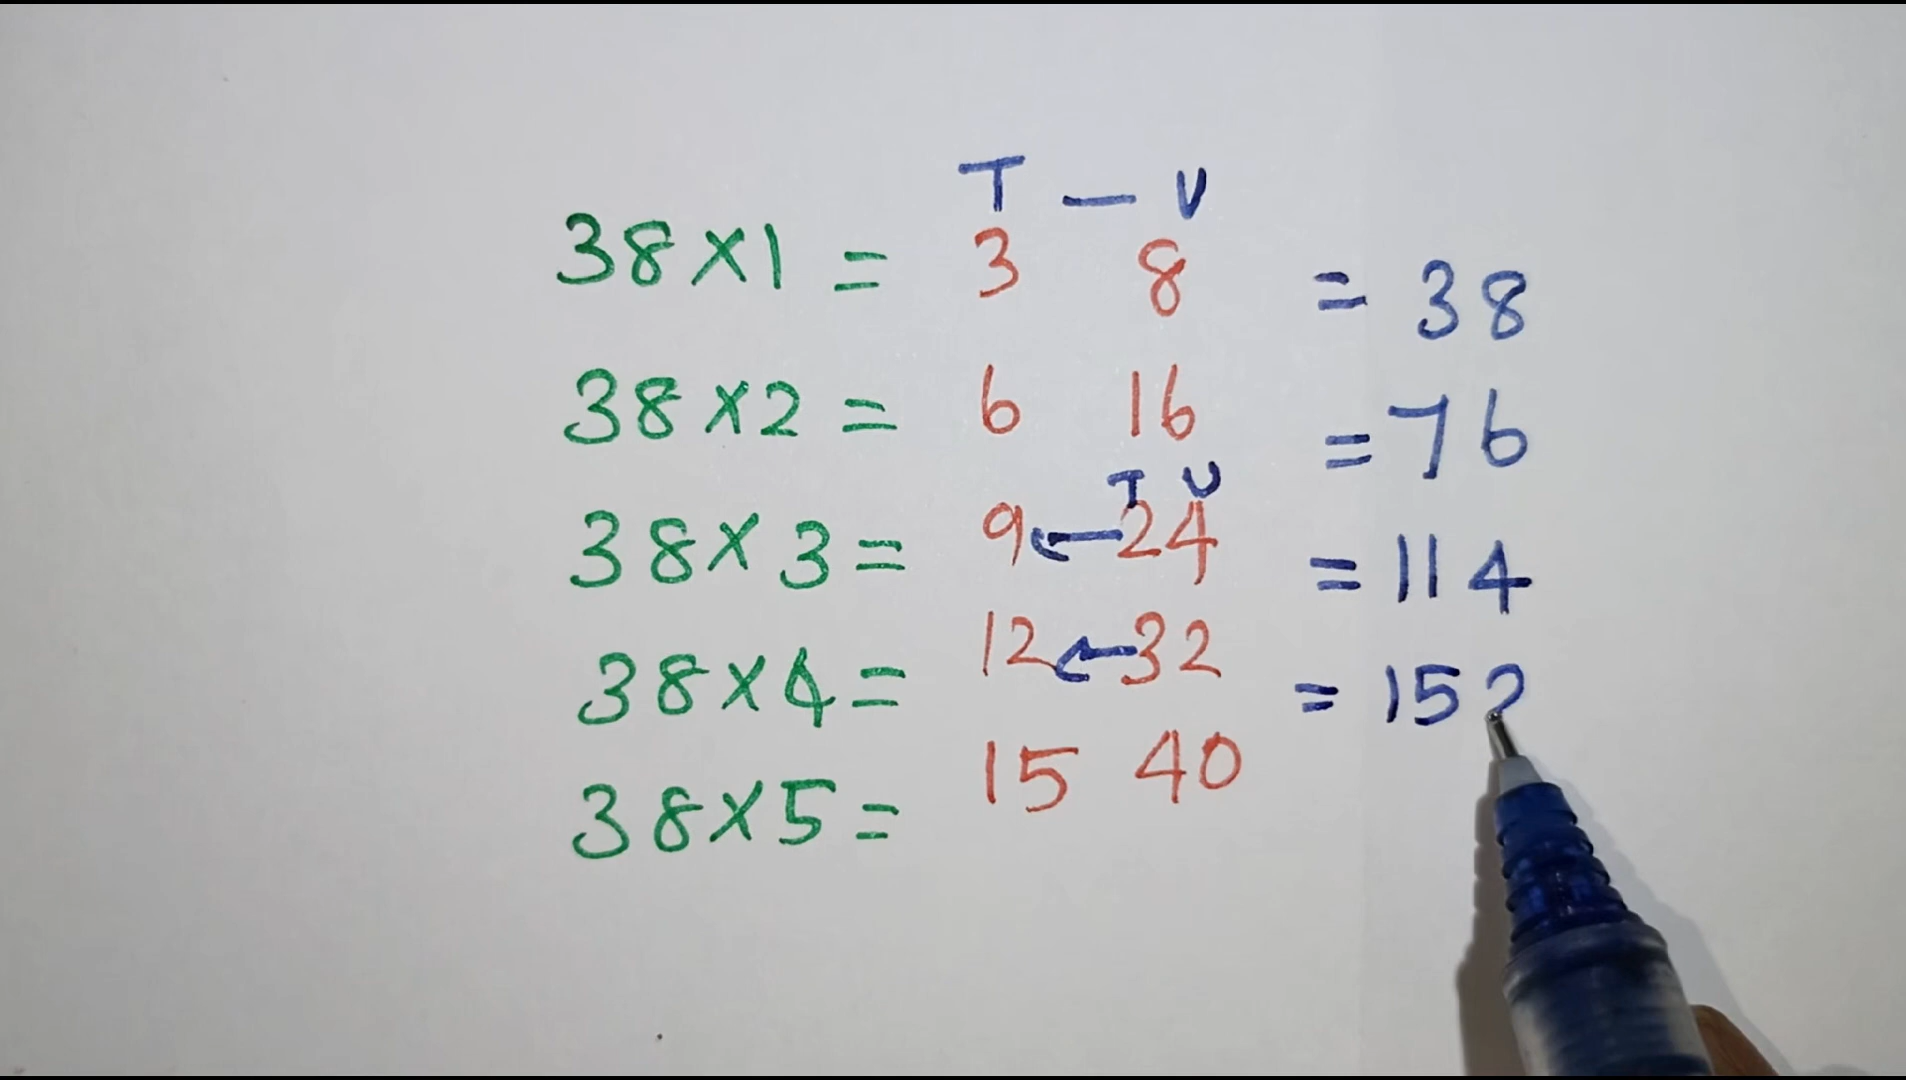 T — U
38×1 = 3 8 = 38
38×2 = 6 16 = 76
T U
38×3 = 9 ← 24 = 114
38×4 = 12 ← 32 = 152
38×5 = 15 40